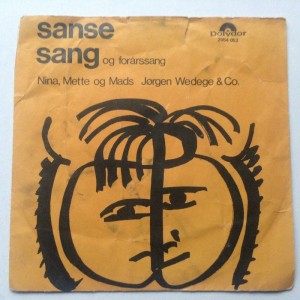 sanse
polydor
sang og forårssang
Nina, Mette og Mads Jørgen Wedege & Co.